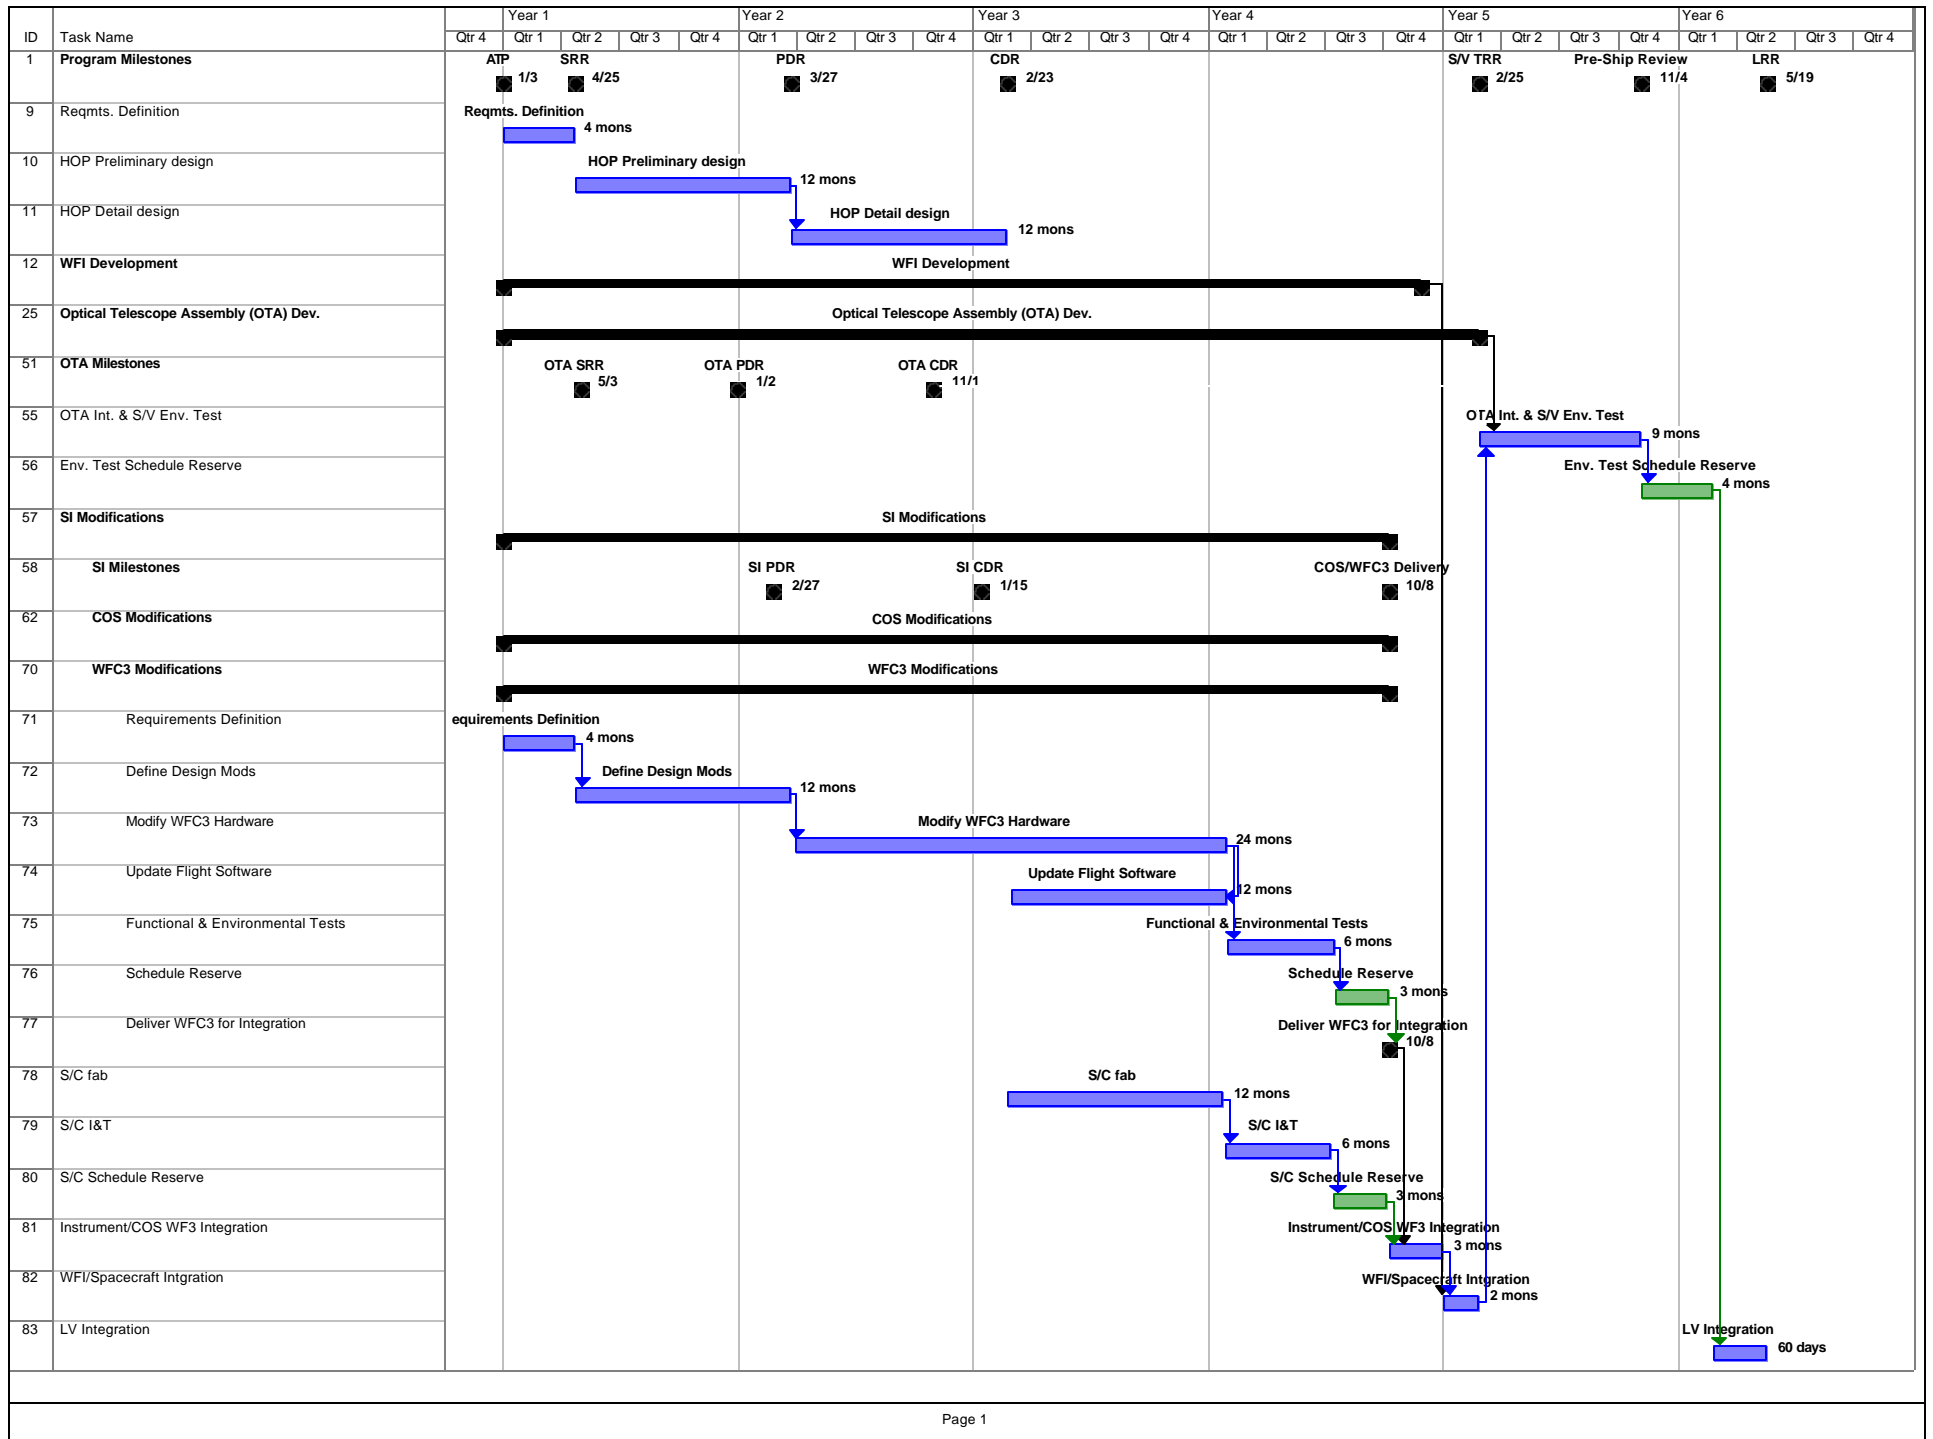 Year 1 Year 2 Year 3 Year 4 Year 5 Year 6
ID Task Name Qtr 4 Qtr 1 Qtr 2 Qtr 3 Qtr 4 Qtr 1 Qtr 2 Qtr 3 Qtr 4 Qtr 1 Qtr 2 Qtr 3 Qtr 4 Qtr 1 Qtr 2 Qtr 3 Qtr 4 Qtr 1 Qtr 2 Qtr 3 Qtr 4 Qtr 1 Qtr 2 Qtr 3 Qtr 4
1 Program Milestones ATP SRR PDR CDR S/V TRR Pre-Ship Review LRR
1/3 4/25 3/27 2/23 2/25 11/4 5/19
9 Reqmts. Definition Reqmts. Definition
4 mons
10 HOP Preliminary design HOP Preliminary design
12 mons
11 HOP Detail design HOP Detail design
12 mons
12 WFI Development WFI Development
25 Optical Telescope Assembly (OTA) Dev. Optical Telescope Assembly (OTA) Dev.
51 OTA Milestones OTA SRR OTA PDR OTA CDR
5/3 1/2 11/1
55 OTA Int. & S/V Env. Test OTA Int. & S/V Env. Test
9 mons
56 Env. Test Schedule Reserve Env. Test Schedule Reserve
4 mons
57 SI Modifications SI Modifications
58 SI Milestones SI PDR SI CDR COS/WFC3 Delivery
2/27 1/15 10/8
62 COS Modifications COS Modifications
70 WFC3 Modifications WFC3 Modifications
71 Requirements Definition equirements Definition
4 mons
72 Define Design Mods Define Design Mods
12 mons
73 Modify WFC3 Hardware Modify WFC3 Hardware
24 mons
74 Update Flight Software Update Flight Software
12 mons
75 Functional & Environmental Tests Functional & Environmental Tests
6 mons
76 Schedule Reserve Schedule Reserve
3 mons
77 Deliver WFC3 for Integration Deliver WFC3 for Integration
10/8
78 S/C fab S/C fab
12 mons
79 S/C I&T S/C I&T
6 mons
80 S/C Schedule Reserve S/C Schedule Reserve
3 mons
81 Instrument/COS WF3 Integration Instrument/COS WF3 Integration
3 mons
82 WFI/Spacecraft Intgration WFI/Spacecraft Intgration
2 mons
83 LV Integration LV Integration
60 days
Page 1